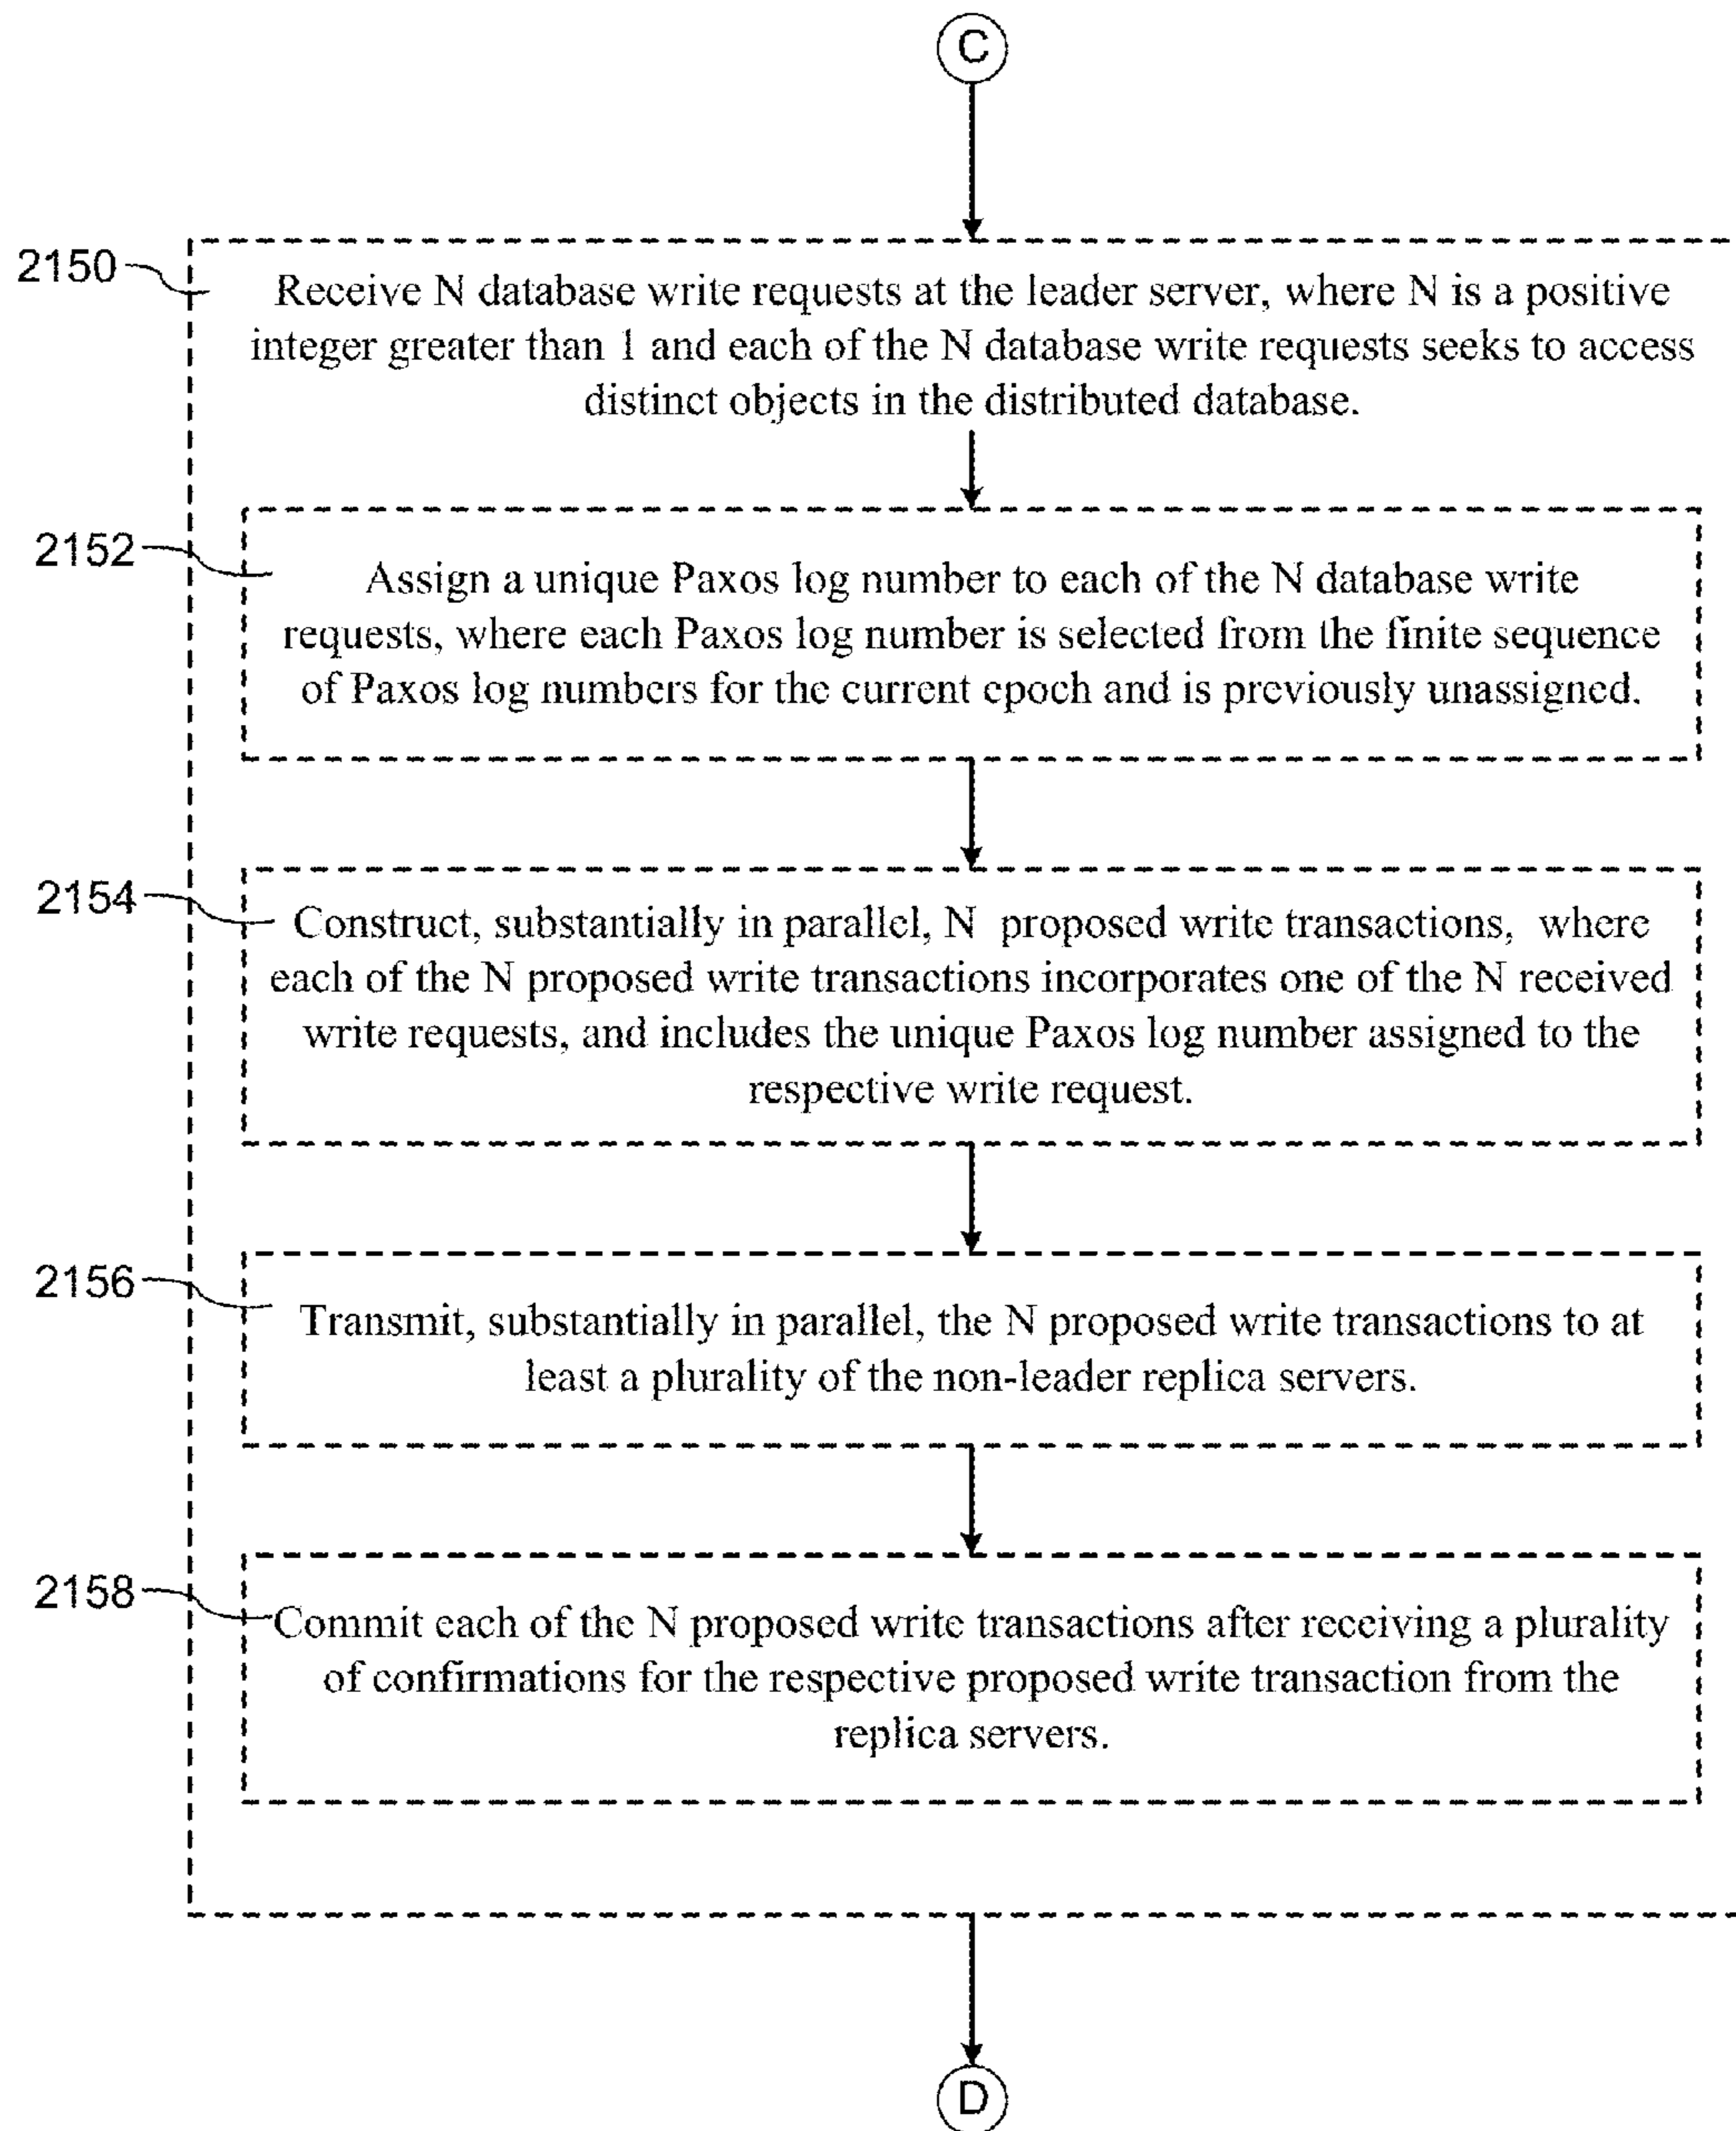 C
2150
Receive N database write requests at the leader server, where N is a positive
integer greater than 1 and each of the N database write requests seeks to access
distinct objects in the distributed database.
2152
Assign a unique Paxos log number to each of the N database write
requests, where each Paxos log number is selected from the finite sequence
of Paxos log numbers for the current epoch and is previously unassigned.
2154
Construct, substantially in parallel, N proposed write transactions, where
each of the N proposed write transactions incorporates one of the N received
write requests, and includes the unique Paxos log number assigned to the
respective write request.
2156
Transmit, substantially in parallel, the N proposed write transactions to at
least a plurality of the non-leader replica servers.
2158
Commit each of the N proposed write transactions after receiving a plurality
of confirmations for the respective proposed write transaction from the
replica servers.
D